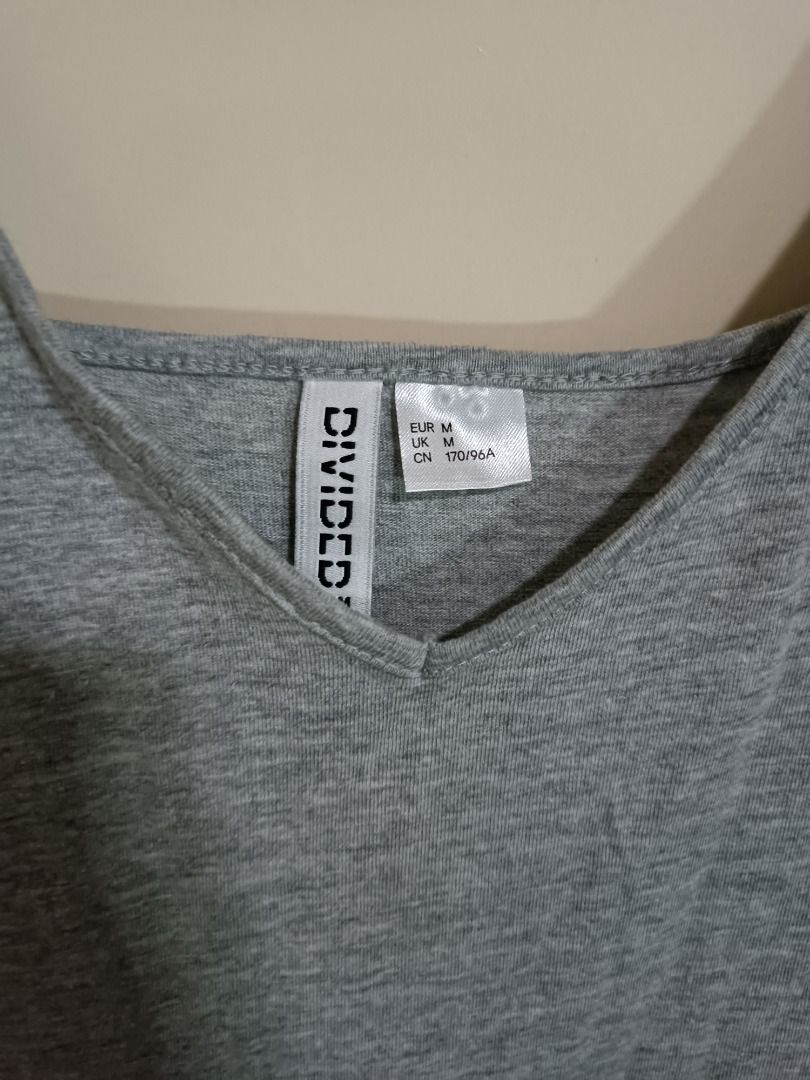 DIVIDED
EUR M
UK M
CN 170/96A